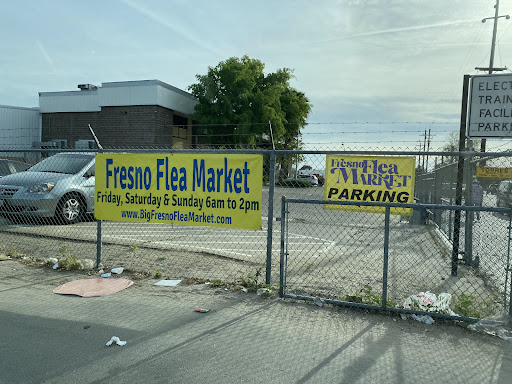 Fresno Flea Market
Friday, Saturday & Sunday 6am to 2pm
www.BigFresnoFleaMarket.com
Fresno Flea
MARKET
PARKING
ELECT
TRAIN
FACIL
PARK